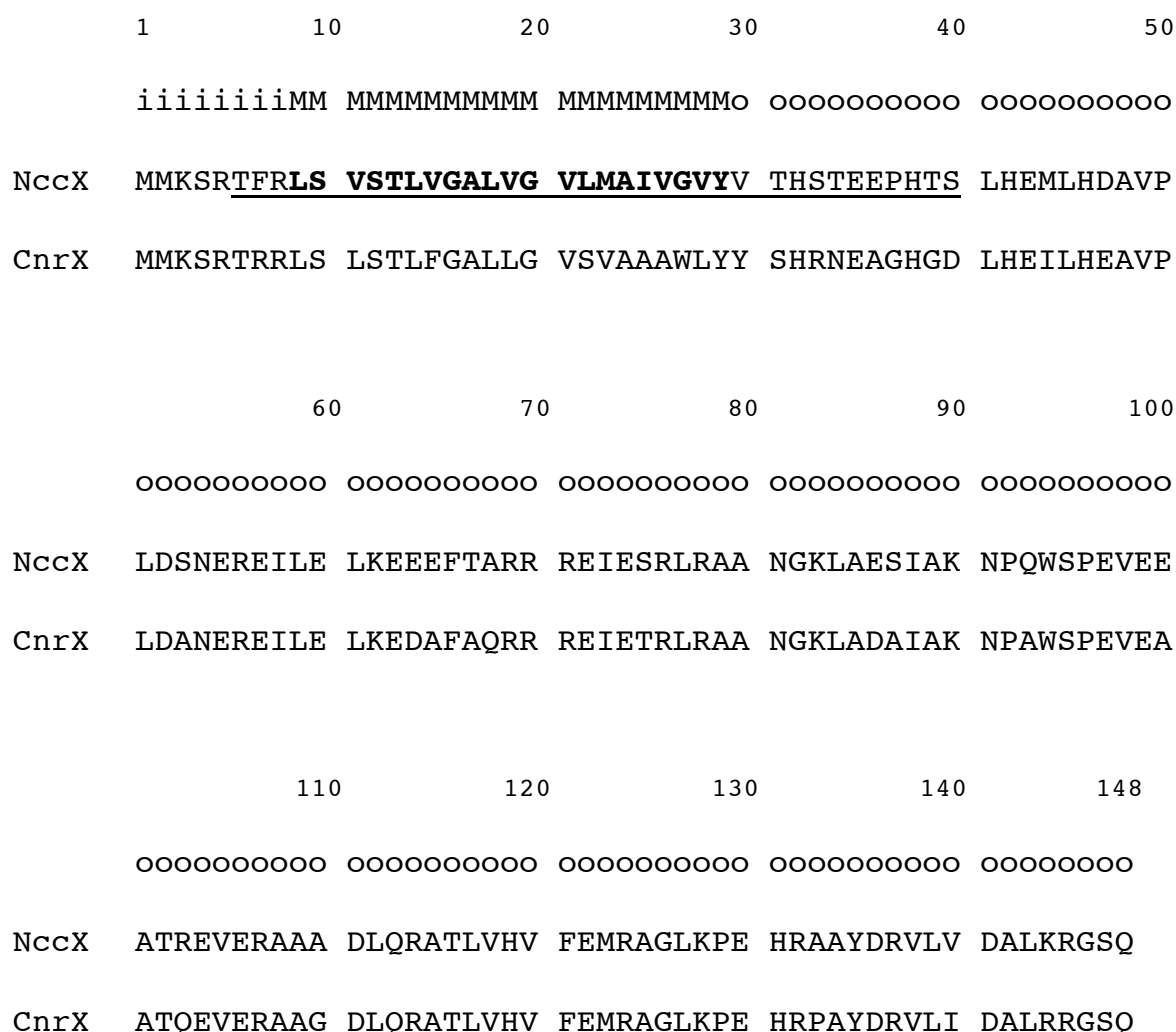 1 10 20 30 40 50
iiiiiiiiMM MMMMMMMMMM MMMMMMMMMo oooooooooo oooooooooo
NccX MMKSRTFRLS VSTLVGALVG VLMAIVGVYV THSTEEPHTS LHEMLHDAVP
CnrX MMKSRTRRLS LSTLFGALLG VSVAAAWLYY SHRNEAGHGD LHEILHEAVP
60 70 80 90 100
oooooooooo oooooooooo oooooooooo oooooooooo oooooooooo
NccX LDSNEREILE LKEEEFTARR REIESRLRAA NGKLAESIAK NPQWSPEVEE
CnrX LDANEREILE LKEDAFAQRR REIETRLRAA NGKLADAIAK NPAWSPEVEA
110 120 130 140 148
oooooooooo oooooooooo oooooooooo oooooooooo oooooooo
NccX ATREVERAAA DLQRATLVHV FEMRAGLKPE HRAAYDRVLV DALKRGSQ
CnrX ATQEVERAAG DLQRATLVHV FEMRAGLKPE HRPAYDRVLI DALRRGSQ